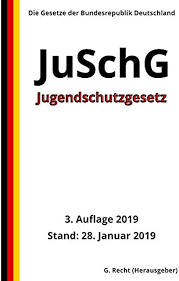 Die Gesetze der Bundesrepublik Deutschland
JuSchG
Jugendschutzgesetz
3. Auflage 2019
Stand: 28. Januar 2019
G. Recht (Herausgeber)